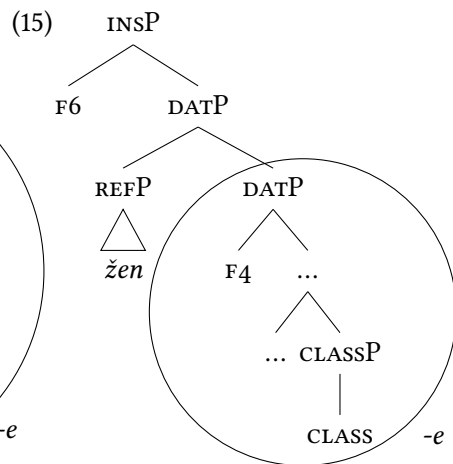 (15) INSP
F6 DATP
REFP DATP
žen F4 ...
... CLASSP
-e CLASS -e